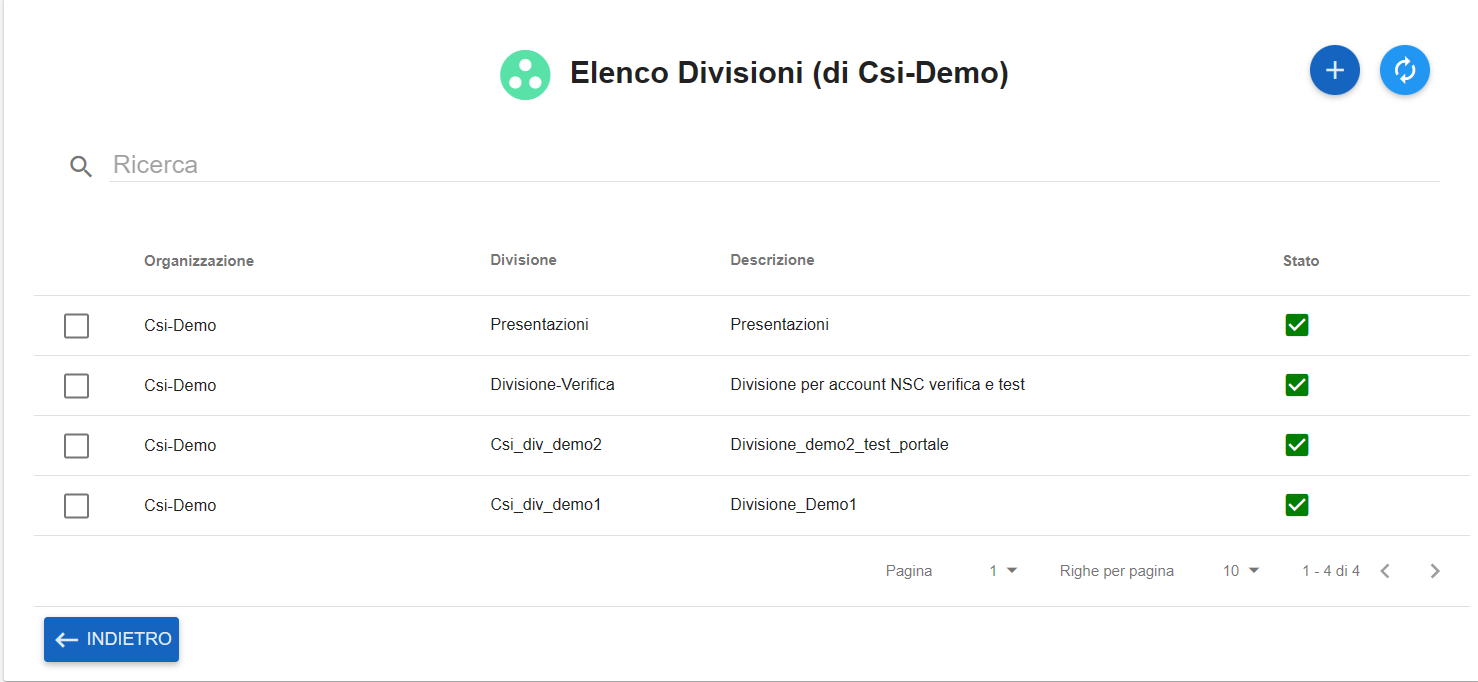 Elenco Divisioni (di Csi-Demo)
Ricerca
Organizzazione Divisione Descrizione Stato
Csi-Demo Presentazioni Presentazioni
Csi-Demo Divisione-Verifica Divisione per account NSC verifica e test
Csi-Demo Csi_div_demo2 Divisione_demo2_test_portale
Csi-Demo Csi_div_demo1 Divisione_Demo1
Pagina 1 Righe per pagina 10 1 - 4 di 4
INDIETRO